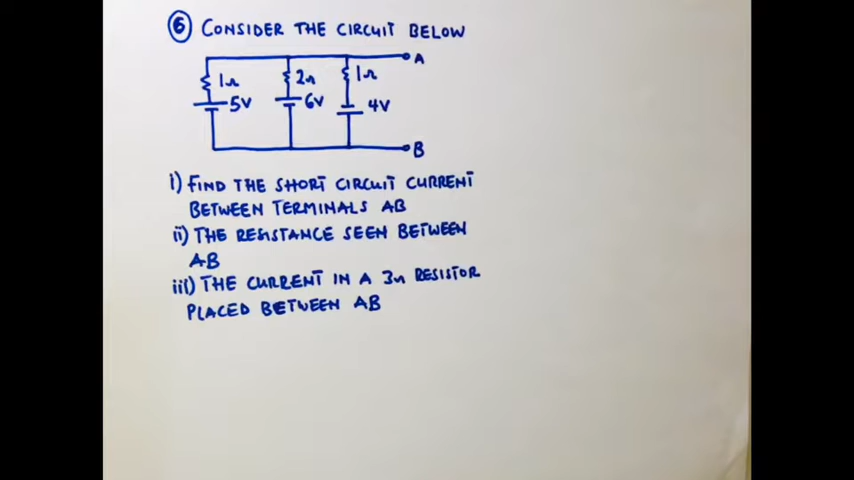 6 CONSIDER THE CIRCUIT BELOW
A
1Ω 2Ω 1Ω
5V 6V 4V
B
i) FIND THE SHORT CIRCUIT CURRENT
BETWEEN TERMINALS AB
ii) THE RESISTANCE SEEN BETWEEN
AB
iii) THE CURRENT IN A 3Ω RESISTOR
PLACED BETWEEN AB